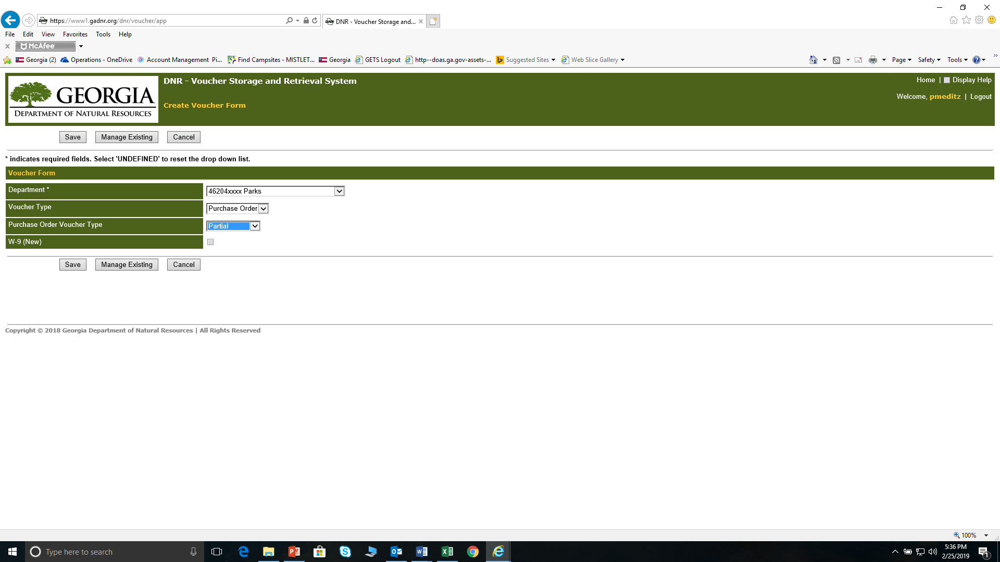 https://www1.gadnr.org/dnr/voucher/app
DNR - Voucher Storage and...
File Edit View Favorites Tools Help
x McAfee
Georgia (2) Operations - OneDrive Account Management Pi... Find Campsites - MISTLET... Georgia GETS Logout http--doas.ga.gov-assets-... Suggested Sites Web Slice Gallery Page Safety Tools
GEORGIA
DEPARTMENT OF NATURAL RESOURCES
DNR - Voucher Storage and Retrieval System
Home | Display Help
Create Voucher Form
Welcome, pmeditz | Logout
Save Manage Existing Cancel
* indicates required fields. Select 'UNDEFINED' to reset the drop down list.
Voucher Form
Department * 46204xxxx Parks
Voucher Type Purchase Order
Purchase Order Voucher Type Partial
W-9 (New)
Save Manage Existing Cancel
Copyright © 2018 Georgia Department of Natural Resources | All Rights Reserved
100%
Type here to search
5:36 PM
2/25/2019
1